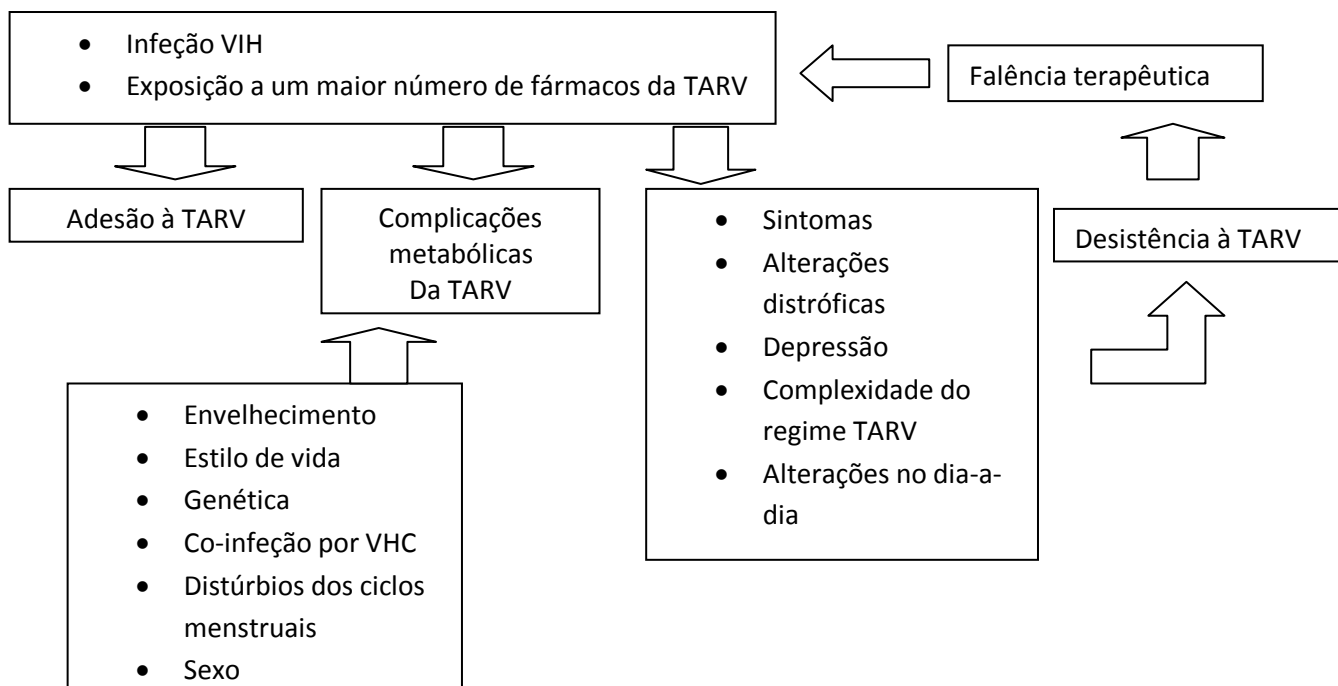 • Infeção VIH
• Exposição a um maior número de fármacos da TARV
Falência terapêutica
Adesão à TARV
Complicações
metabólicas
Da TARV
• Sintomas
• Alterações
distróficas
• Depressão
• Complexidade do
regime TARV
• Alterações no dia-a-
dia
Desistência à TARV
• Envelhecimento
• Estilo de vida
• Genética
• Co-infeção por VHC
• Distúrbios dos ciclos
menstruais
• Sexo